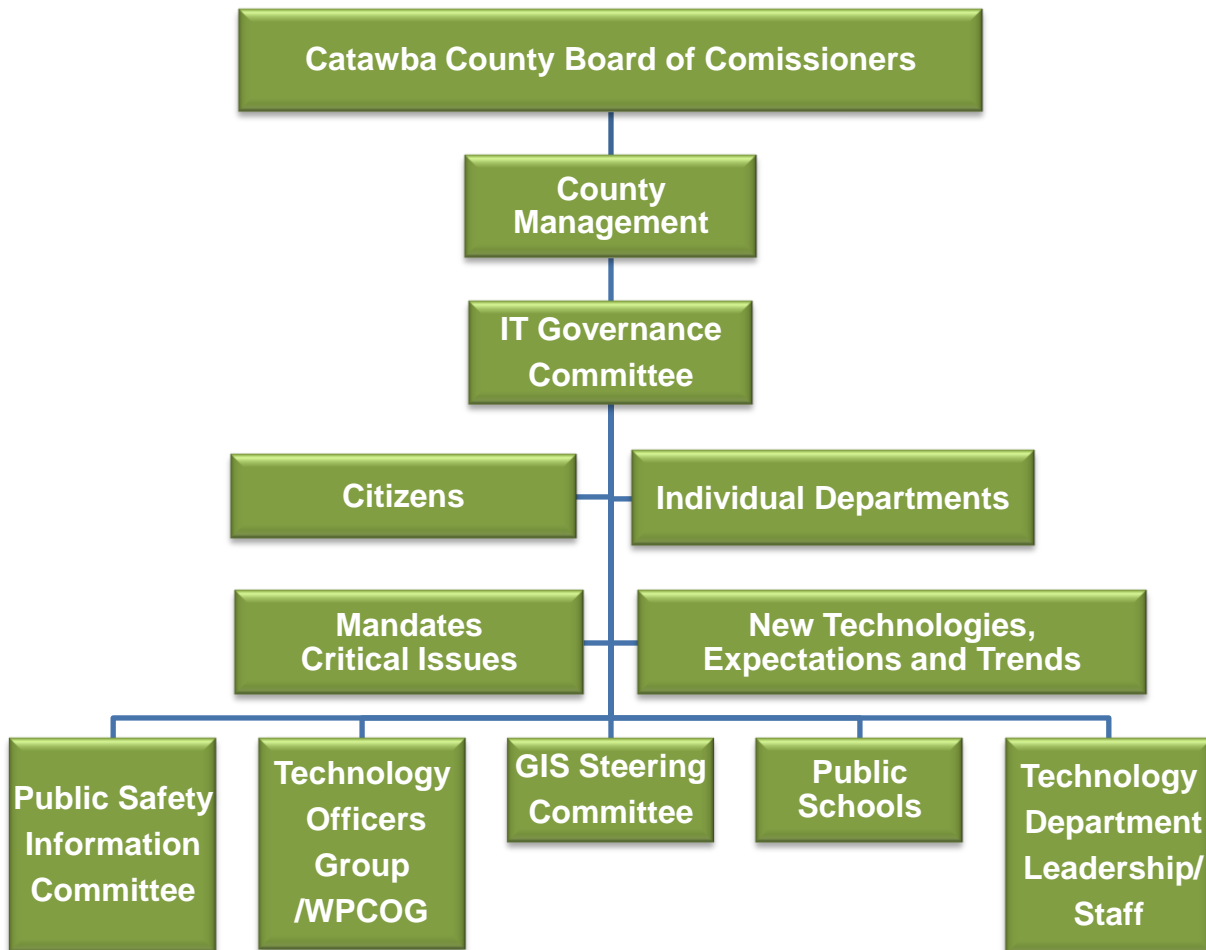 Catawba County Board of Comissioners
County
Management
IT Governance
Committee
Citizens
Individual Departments
Mandates
Critical Issues
New Technologies,
Expectations and Trends
Public Safety
Information
Committee
Technology
Officers
Group
/WPCOG
GIS Steering
Committee
Public
Schools
Technology
Department
Leadership/
Staff